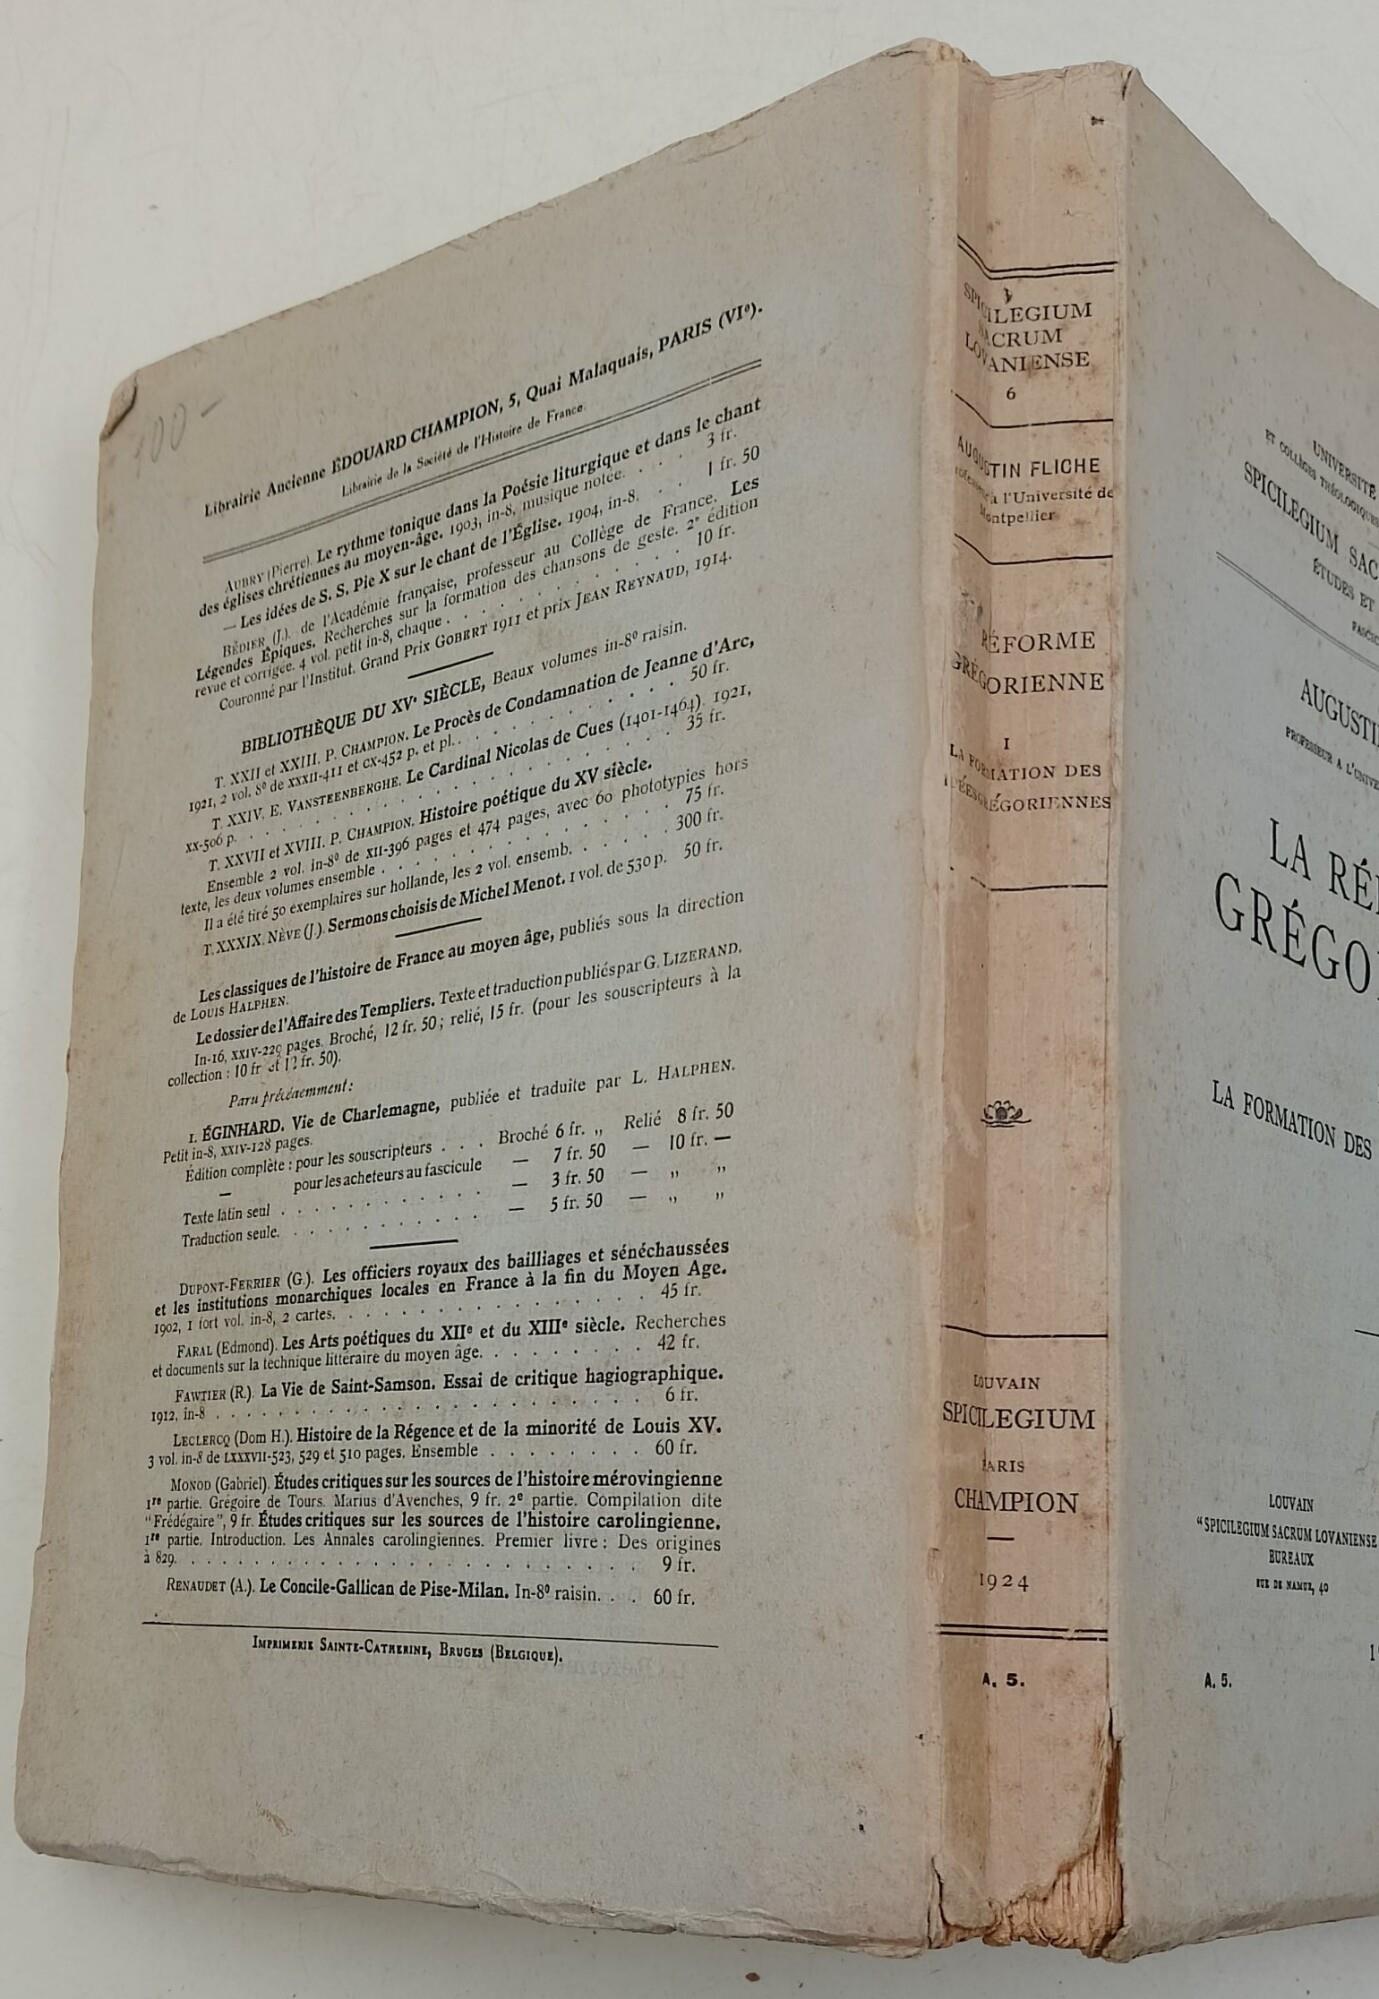 100 -
Librairie Ancienne ÉDOUARD CHAMPION, 5, Quai Malaquais, PARIS (VIe).
Librairie de la Société de l'Histoire de France.
AUBRY (Pierre). Le rythme tonique dans la Poésie liturgique et dans le chant
des églises chrétiennes au moyen-âge. 1903, in-8, musique notée. . . . 3 fr.
— Les idées de S. S. Pie X sur le chant de l'Église. 1904, in-8. . . 1 fr. 50
BÉDIER (J.). de l'Académie française, professeur au Collège de France. Les
Légendes Épiques. Recherches sur la formation des chansons de geste. 2e édition
revue et corrigée. 4 vol. petit in-8, chaque . . . . . . . . 10 fr.
Couronné par l'Institut. Grand Prix GOBERT 1911 et prix JEAN REYNAUD, 1914.
BIBLIOTHÈQUE DU XVe SIÈCLE, Beaux volumes in-8º raisin.
T. XXII et XXIII. P. CHAMPION. Le Procès de Condamnation de Jeanne d'Arc,
1921, 2 vol. 8º de XXXII-411 et CX-452 p. et pl. . . . . . . . 50 fr.
T. XXIV. E. VANSTEENBERGHE. Le Cardinal Nicolas de Cues (1401-1464). 1921,
XX-506 p. . . . . . . . . . . . . . . . 35 fr.
T. XXVII et XVIII. P. CHAMPION. Histoire poétique du XV siècle.
Ensemble 2 vol. in-8º de XII-396 pages et 474 pages, avec 60 phototypies hors
texte, les deux volumes ensemble . . . . . . . . . 75 fr.
Il a été tiré 50 exemplaires sur hollande, les 2 vol. ensemb. . . . 300 fr.
T. XXXIX. NÈVE (J.). Sermons choisis de Michel Menot. 1 vol. de 530 p. 50 fr.
Les classiques de l'histoire de France au moyen âge, publiés sous la direction
de LOUIS HALPHEN.
Le dossier de l'Affaire des Templiers. Texte et traduction publiés par G. LIZERAND.
In-16, XXIV-229 pages. Broché, 12 fr. 50; relié, 15 fr. (pour les souscripteurs à la
collection : 10 fr. et 12 fr. 50).
Paru précédemment:
1. ÉGINHARD. Vie de Charlemagne, publiée et traduite par L. HALPHEN.
Petit in-8, XXIV-128 pages.
Édition complète : pour les souscripteurs . . . Broché 6 fr. ,, Relié 8 fr. 50
— pour les acheteurs au fascicule — 7 fr. 50 — 10 fr. —
Texte latin seul . . . . . . . . . — 3 fr. 50 — ,, ,,
Traduction seule. . . . . . . . . — 5 fr. 50 — ,, ,,
DUPONT-FERRIER (G.). Les officiers royaux des bailliages et sénéchaussées
et les institutions monarchiques locales en France à la fin du Moyen Age.
1902, 1 fort vol. in-8, 2 cartes. . . . . . . . . . . . 45 fr.
FARAL (Edmond). Les Arts poétiques du XIIe et du XIIIe siècle. Recherches
et documents sur la technique littéraire du moyen âge. . . . . . . . 42 fr.
FAWTIER (R.). La Vie de Saint-Samson. Essai de critique hagiographique.
1912, in-8 . . . . . . . . . . . . . . . . . . 6 fr.
LECLERCQ (Dom H.). Histoire de la Régence et de la minorité de Louis XV.
3 vol. in-8 de LXXXVII-523, 529 et 510 pages. Ensemble . . . . . . . . 60 fr.
MONOD (Gabriel). Études critiques sur les sources de l'histoire mérovingienne
1re partie. Grégoire de Tours. Marius d'Avenches, 9 fr. 2e partie. Compilation dite
"Frédégaire", 9 fr. Études critiques sur les sources de l'histoire carolingienne.
1re partie. Introduction. Les Annales carolingiennes. Premier livre : Des origines
à 829. . . . . . . . . . . . . . . . . . . . . 9 fr.
RENAUDET (A.). Le Concile-Gallican de Pise-Milan. In-8º raisin. . . 60 fr.
IMPRIMERIE SAINTE-CATHERINE, BRUGES (BELGIQUE).
SPICILEGIUM
SACRUM
LOVANIENSE
6
AUGUSTIN FLICHE
Professeur à l'Université de
Montpellier
RÉFORME
GRÉGORIENNE
I
LA FORMATION DES
IDÉES GRÉGORIENNES
LOUVAIN
SPICILEGIUM
PARIS
CHAMPION
1924
A. 5.
UNIVERSITÉ
ET COLLÈGES THÉOLOGIQUES
SPICILEGIUM SAC
ÉTUDES ET
FASCIC
AUGUSTI
PROFESSEUR A L'UNIVE
LA RÉ
GRÉGO
LA FORMATION DES
LOUVAIN
"SPICILEGIUM SACRUM LOVANIENSE
BUREAUX
RUE DE NAMUR, 40
1
A. 5.